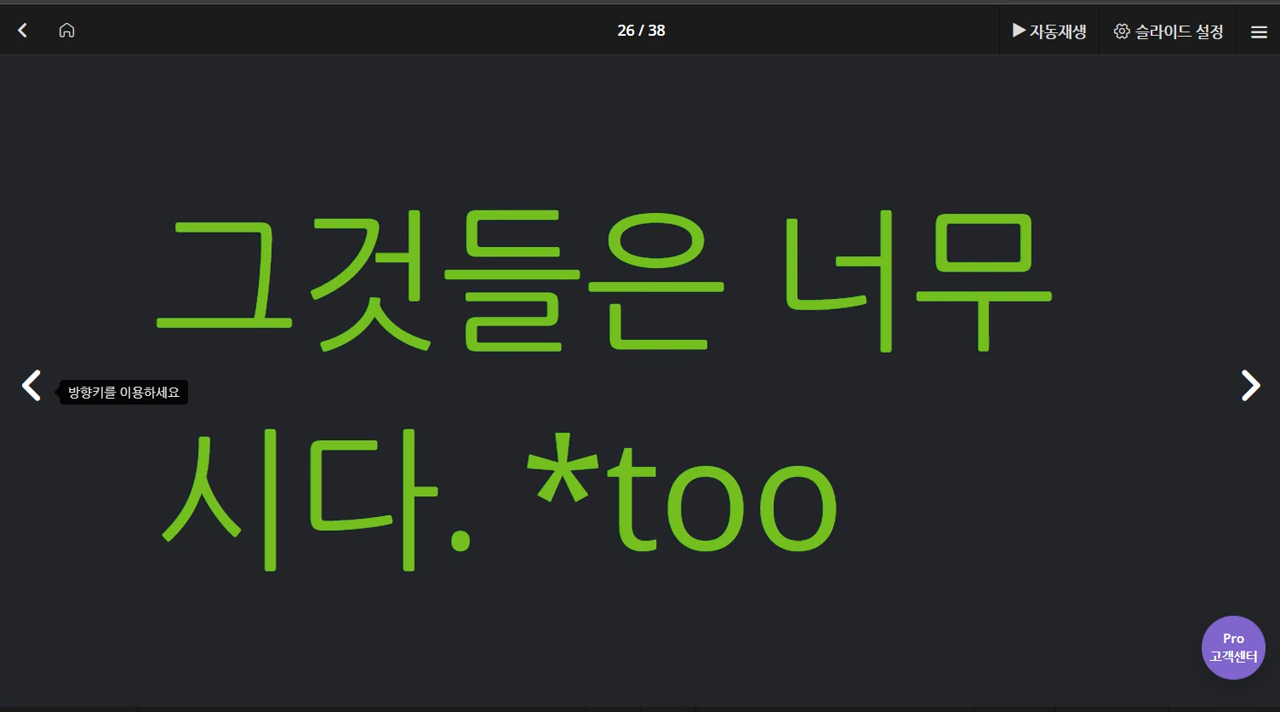 26 / 38
▶ 자동재생
슬라이드 설정
그것들은 너무
시다. *too
방향키를 이용하세요
Pro
고객센터